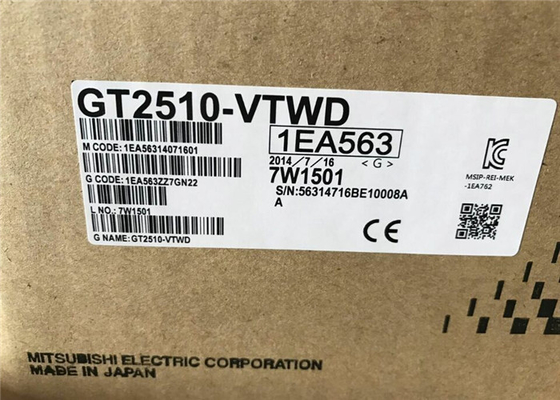 GT2510-VTWD
M CODE: 1EA56314071601
1EA563
2014/7/16 <G>
7W1501
G CODE: 1EA563ZZ7GN22
S/N:56314716BE10008A
A
L NO.: 7W1501
G NAME: GT2510-VTWD
MSIP-REI-MEK
-1EA762
CE
MITSUBISHI ELECTRIC CORPORATION
MADE IN JAPAN